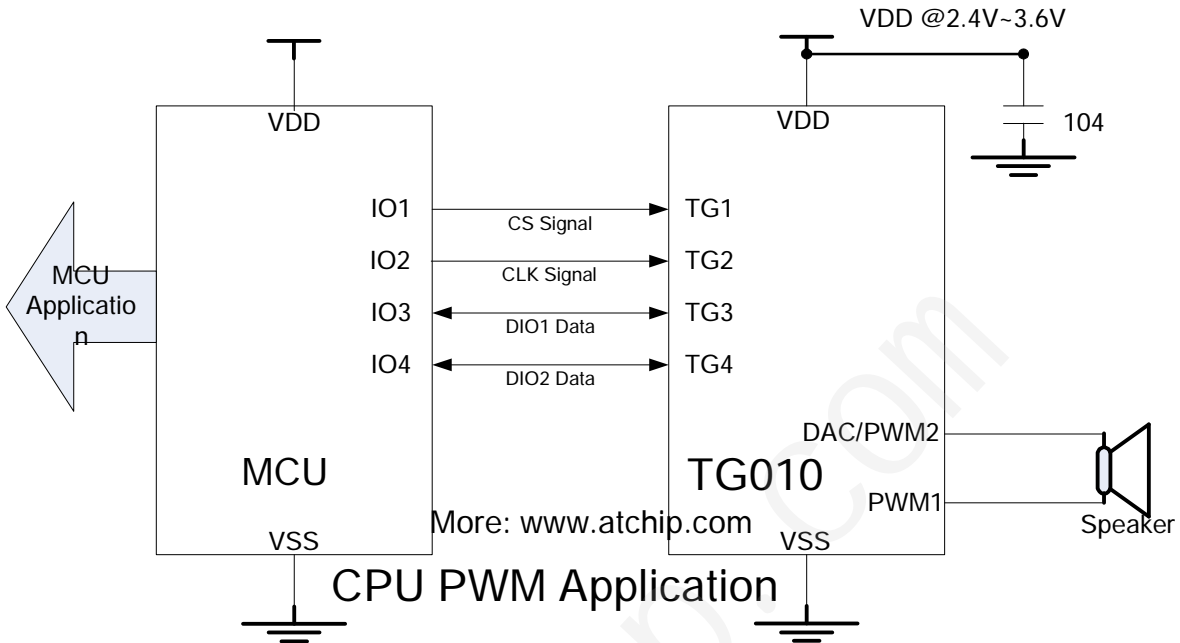 VDD @2.4V~3.6V
VDD
VDD
104
IO1
CS Signal
TG1
IO2
CLK Signal
TG2
MCU
Applicatio
n
IO3
DIO1 Data
TG3
IO4
DIO2 Data
TG4
DAC/PWM2
MCU
TG010
PWM1
More: www.atchip.com
Speaker
VSS
VSS
CPU PWM Application
p.com